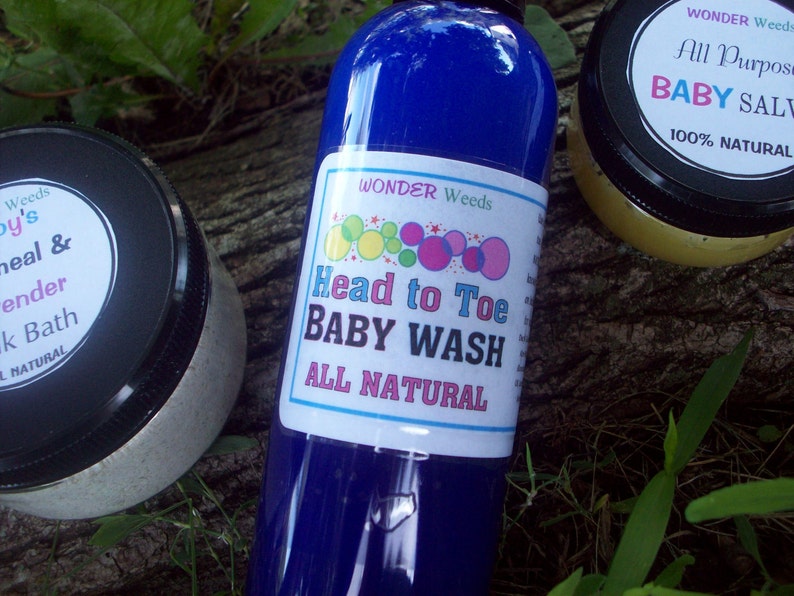 WONDER Weeds
Head to Toe
BABY WASH
ALL NATURAL
WONDER Weeds
All Purpose
BABY SALV
100% NATURAL
Weeds
y's
eal &
ender
k Bath
NATURAL